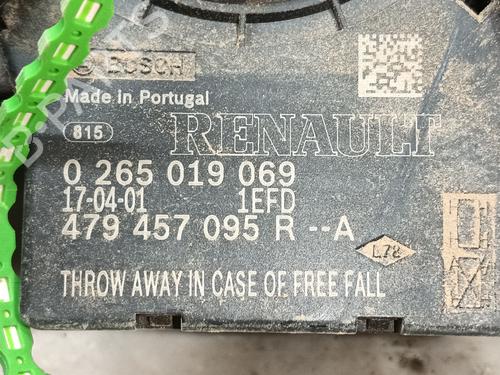 BOSCH
Made in Portugal
815
RENAULT
0 265 019 069
17-04-01 1EFD
479 457 095 R --A
L78
THROW AWAY IN CASE OF FREE FALL